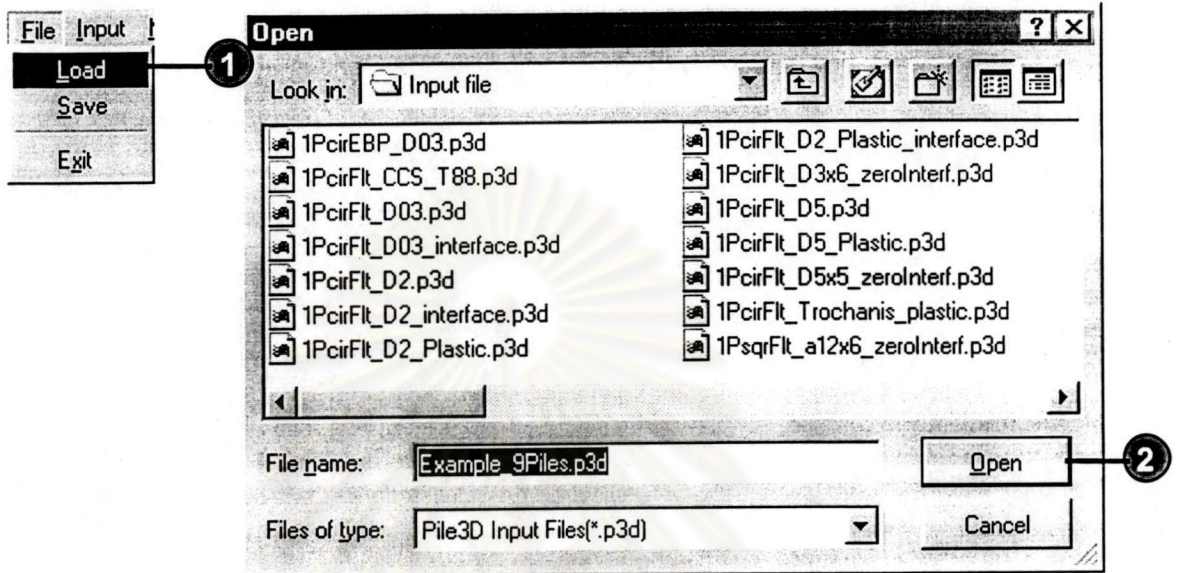 File Input
Load
Save
Exit
1
Open
Look in: Input file
1PcirEBP_D03.p3d
1PcirFlt_CCS_T88.p3d
1PcirFlt_D03.p3d
1PcirFlt_D03_interface.p3d
1PcirFlt_D2.p3d
1PcirFlt_D2_interface.p3d
1PcirFlt_D2_Plastic.p3d
1PcirFlt_D2_Plastic_interface.p3d
1PcirFlt_D3x6_zeroInterf.p3d
1PcirFlt_D5.p3d
1PcirFlt_D5_Plastic.p3d
1PcirFlt_D5x5_zeroInterf.p3d
1PcirFlt_Trochanis_plastic.p3d
1PsqrFlt_a12x6_zeroInterf.p3d
File name: Example_9Piles.p3d
Open
2
Files of type: Pile3D Input Files(*.p3d)
Cancel